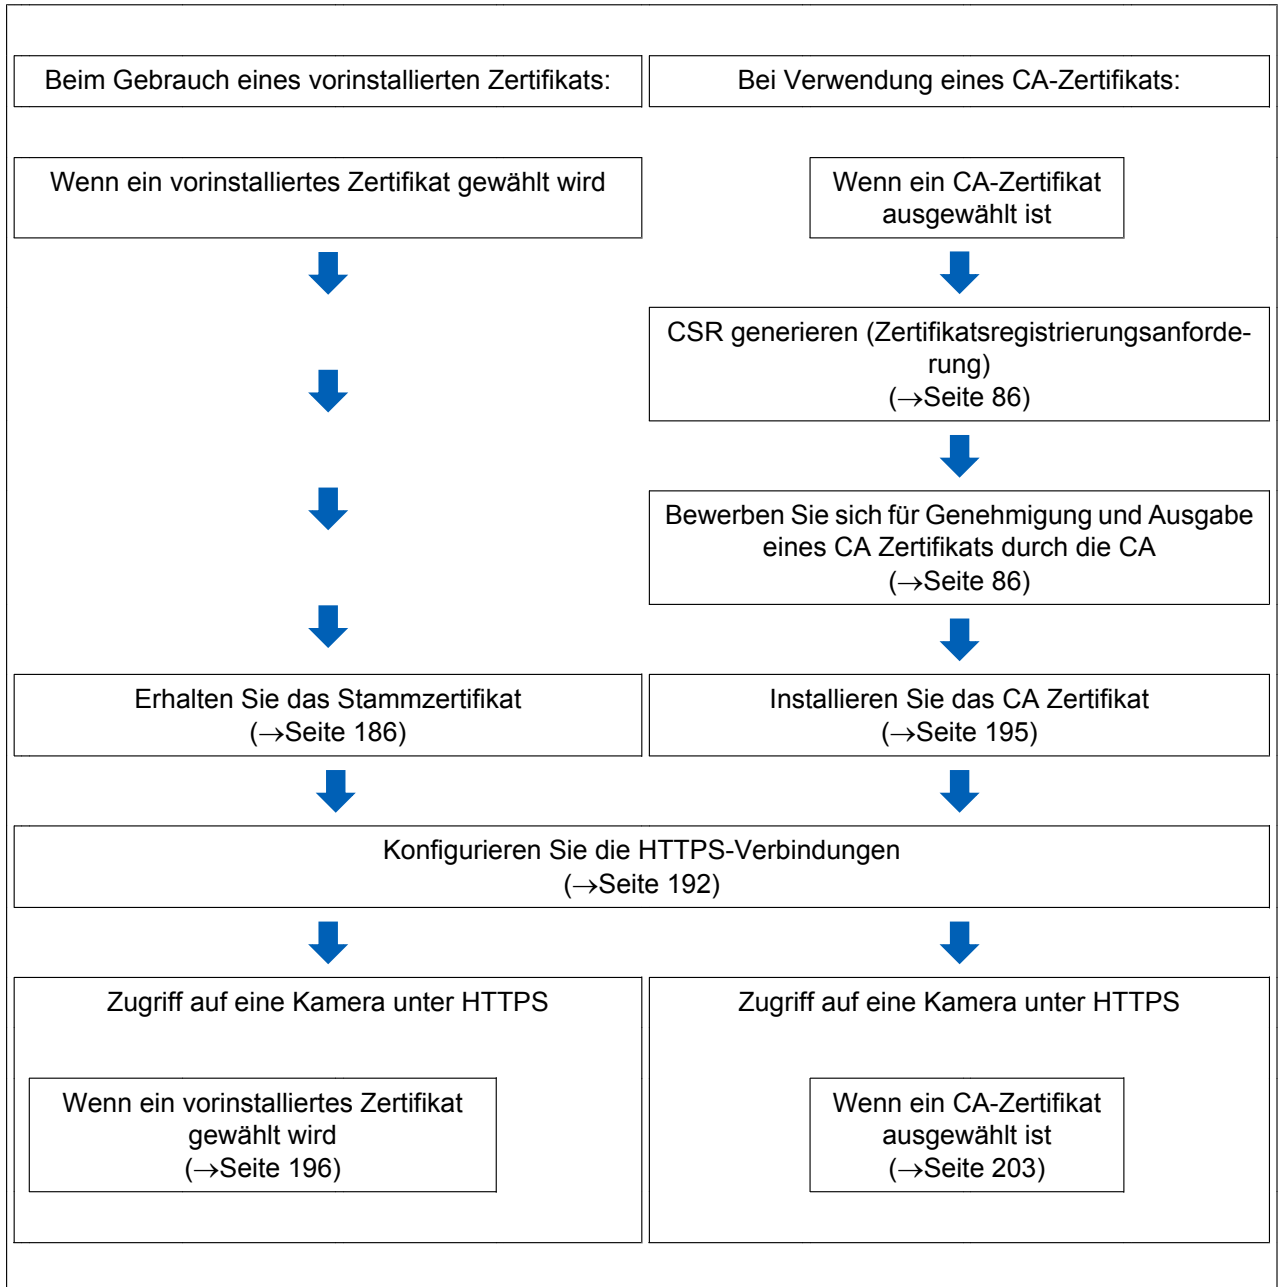 Beim Gebrauch eines vorinstallierten Zertifikats:
Bei Verwendung eines CA-Zertifikats:
Wenn ein vorinstalliertes Zertifikat gewählt wird
Wenn ein CA-Zertifikat
ausgewählt ist
CSR generieren (Zertifikatsregistrierungsanforde-
rung)
(→Seite 86)
Bewerben Sie sich für Genehmigung und Ausgabe
eines CA Zertifikats durch die CA
(→Seite 86)
Erhalten Sie das Stammzertifikat
(→Seite 186)
Installieren Sie das CA Zertifikat
(→Seite 195)
Konfigurieren Sie die HTTPS-Verbindungen
(→Seite 192)
Zugriff auf eine Kamera unter HTTPS
Wenn ein vorinstalliertes Zertifikat
gewählt wird
(→Seite 196)
Zugriff auf eine Kamera unter HTTPS
Wenn ein CA-Zertifikat
ausgewählt ist
(→Seite 203)